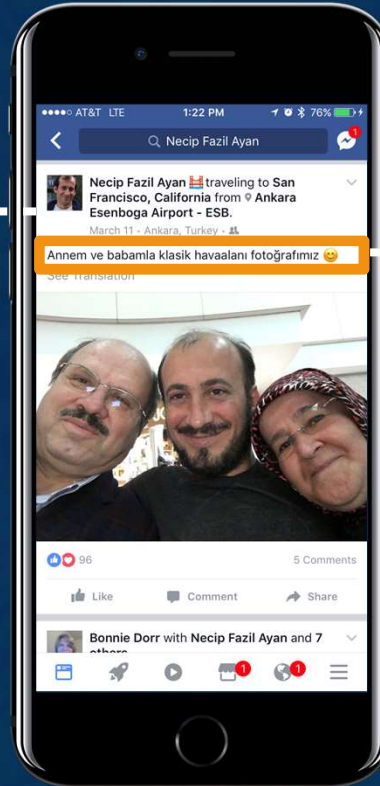 AT&T LTE 1:22 PM 76%
Necip Fazil Ayan 1
Necip Fazil Ayan traveling to San
Francisco, California from Ankara
Esenboga Airport - ESB.
March 11 · Ankara, Turkey ·
Annem ve babamla klasik havaalanı fotoğrafımız 😊
See Translation
96 5 Comments
Like Comment Share
Bonnie Dorr with Necip Fazil Ayan and 7
others
1 1